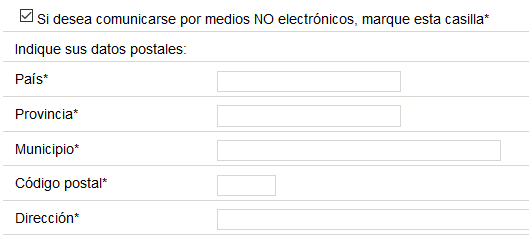 Si desea comunicarse por medios NO electrónicos, marque esta casilla*
Indique sus datos postales:
País*
Provincia*
Municipio*
Código postal*
Dirección*